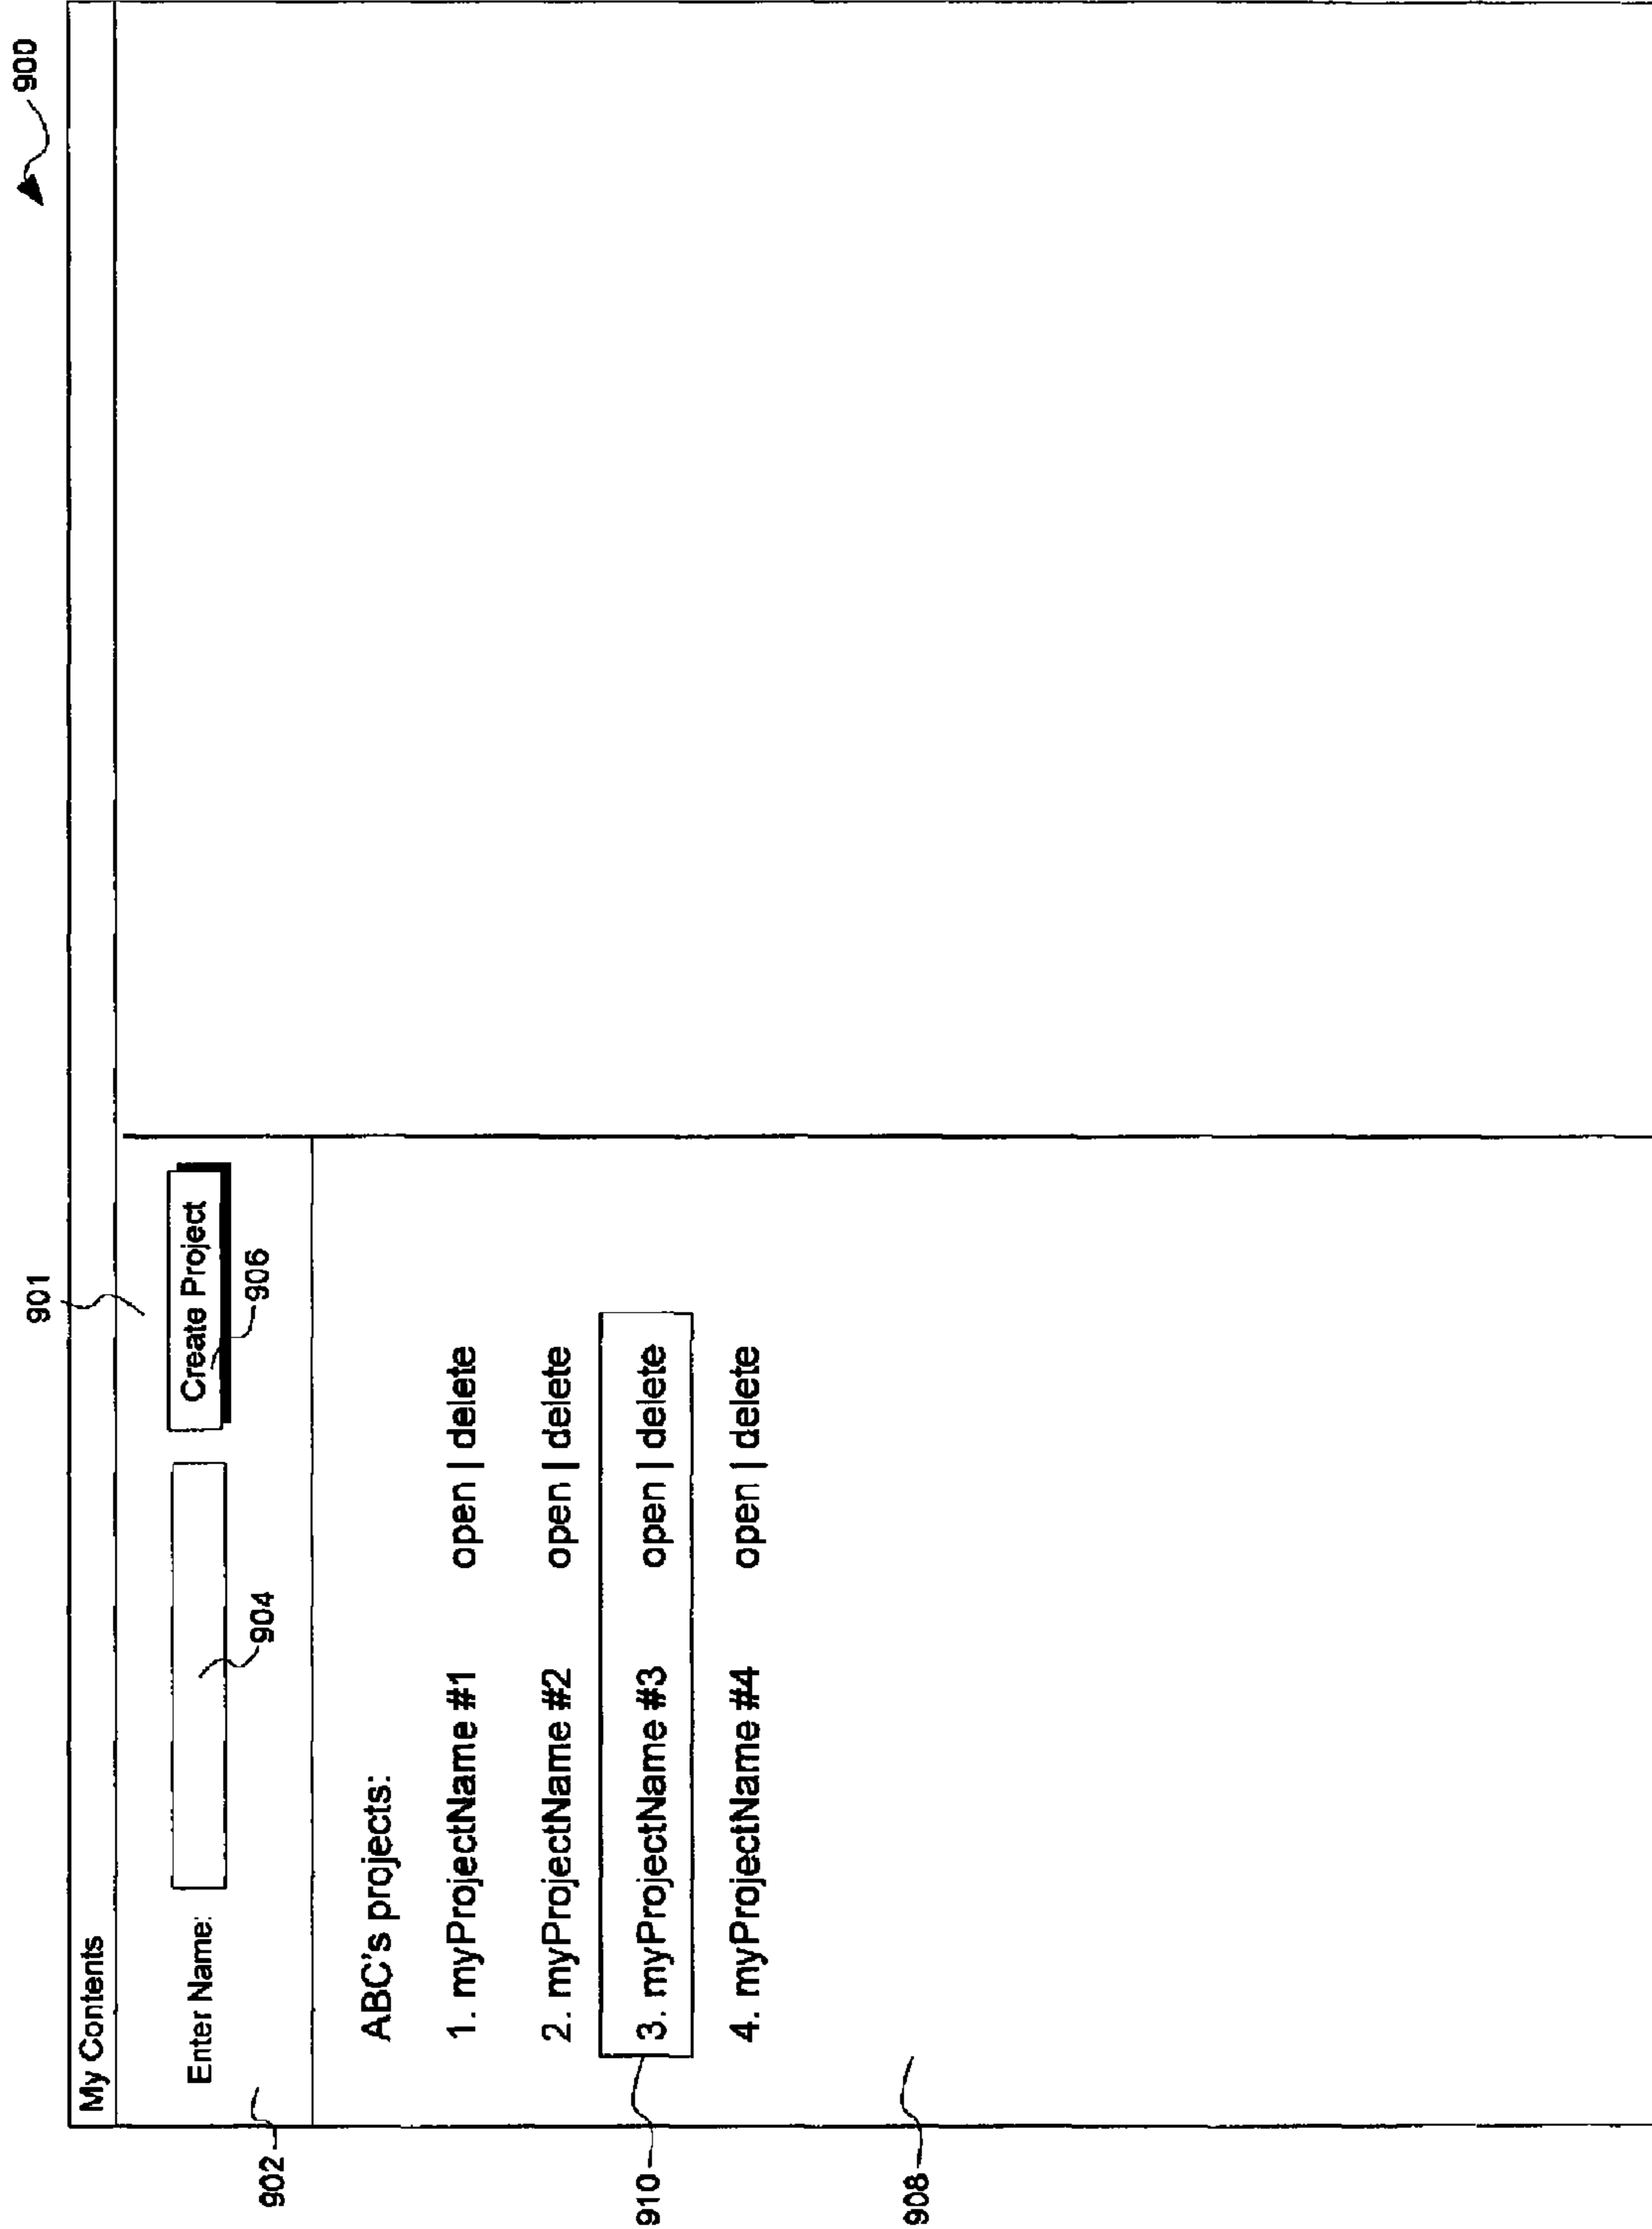 900
901
My Contents
Enter Name:
Create Project
902
904
906
ABC's projects:
1. myProjectName #1 open | delete
2. myProjectName #2 open | delete
910
3. myProjectName #3 open | delete
4. myProjectName #4 open | delete
908